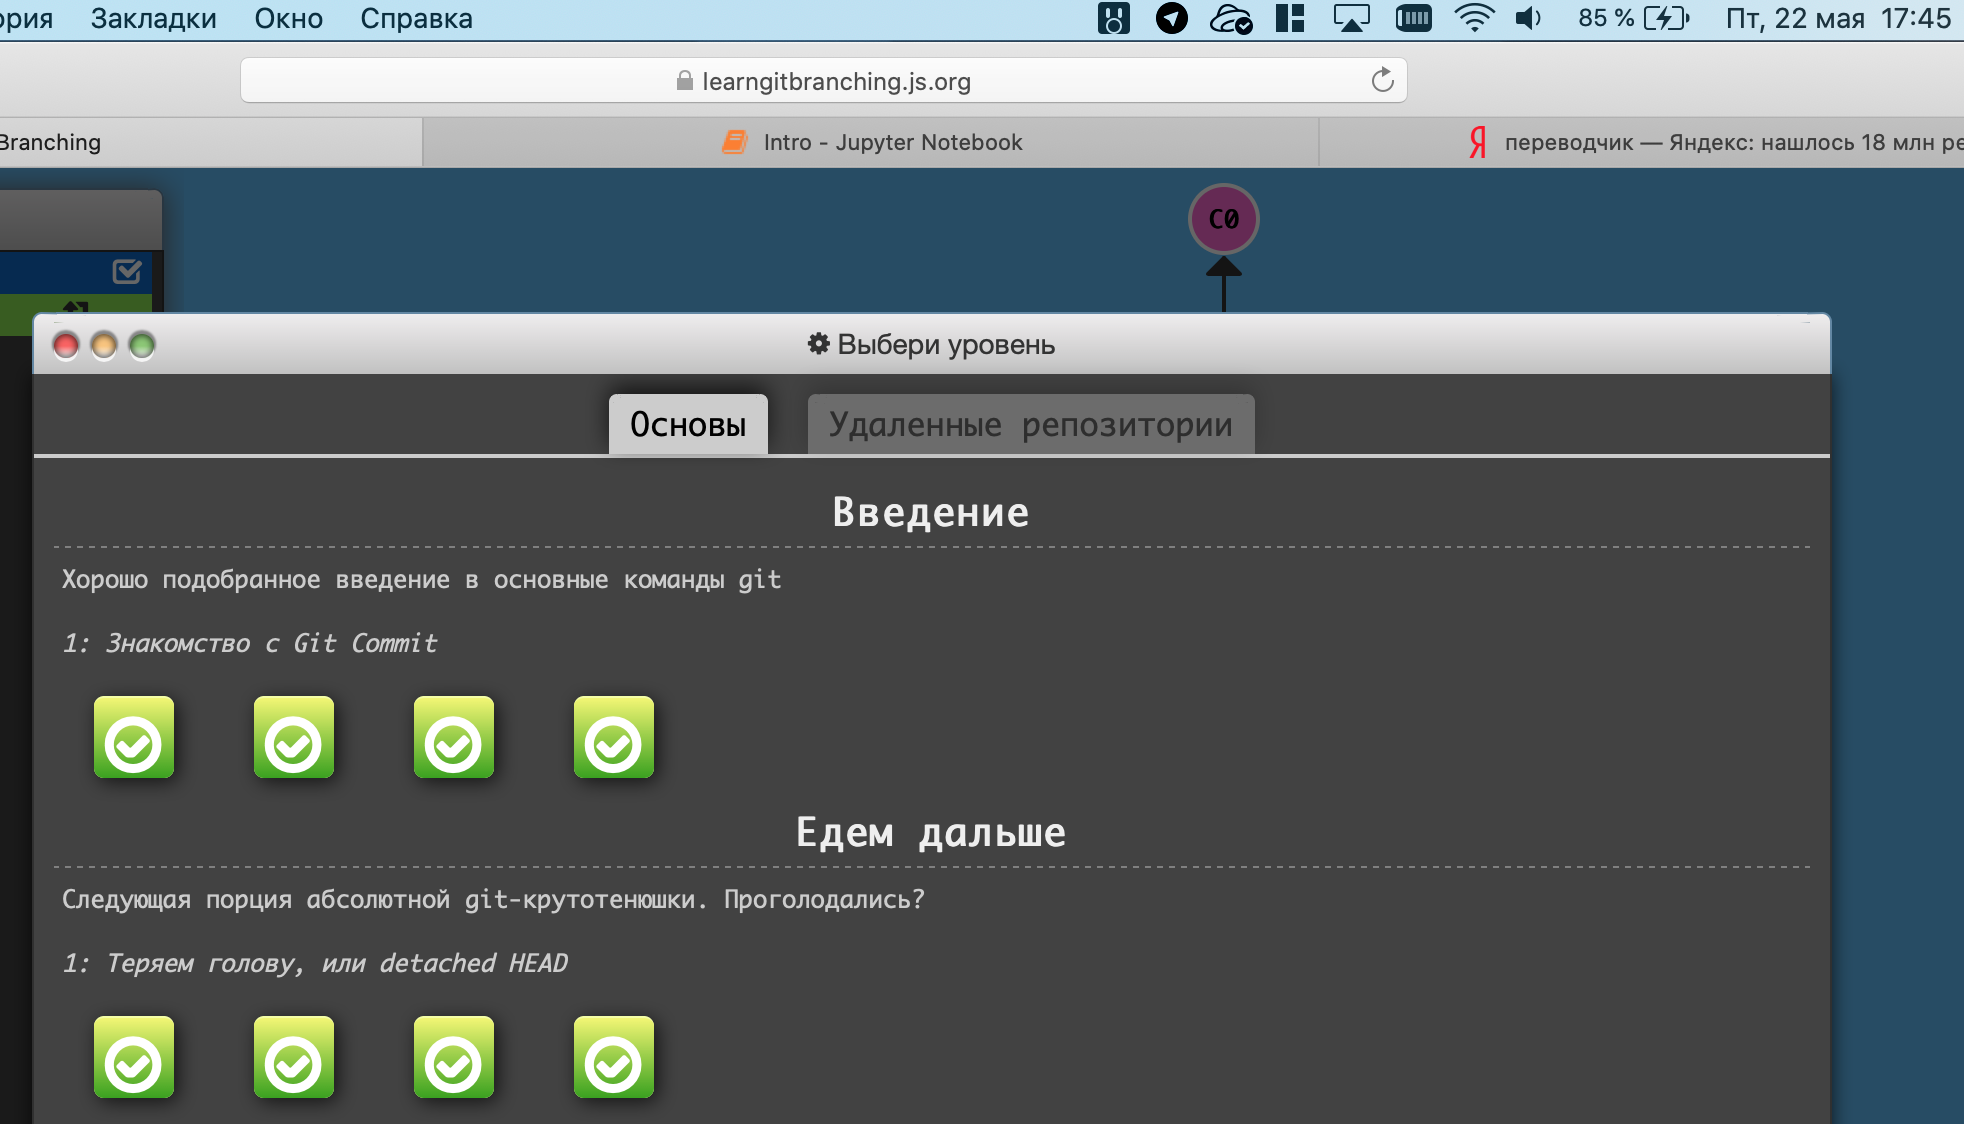 ория Закладки Окно Справка 85 % Пт, 22 мая 17:45
learngitbranching.js.org
Branching Intro - Jupyter Notebook Я переводчик — Яндекс: нашлось 18 млн ре
C0
Выбери уровень
Основы Удаленные репозитории
Введение
Хорошо подобранное введение в основные команды git
1: Знакомство с Git Commit
Едем дальше
Следующая порция абсолютной git-крутотенюшки. Проголодались?
1: Теряем голову, или detached HEAD